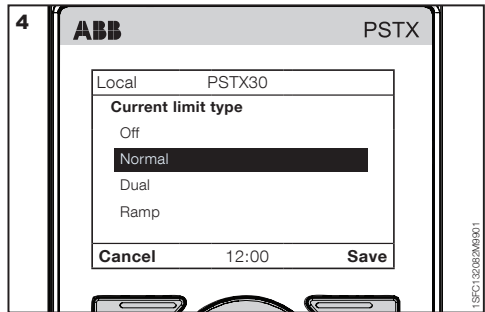 4
ABB PSTX
Local PSTX30
Current limit type
Off
Normal
Dual
Ramp
Cancel 12:00 Save
1SFC132082M9901